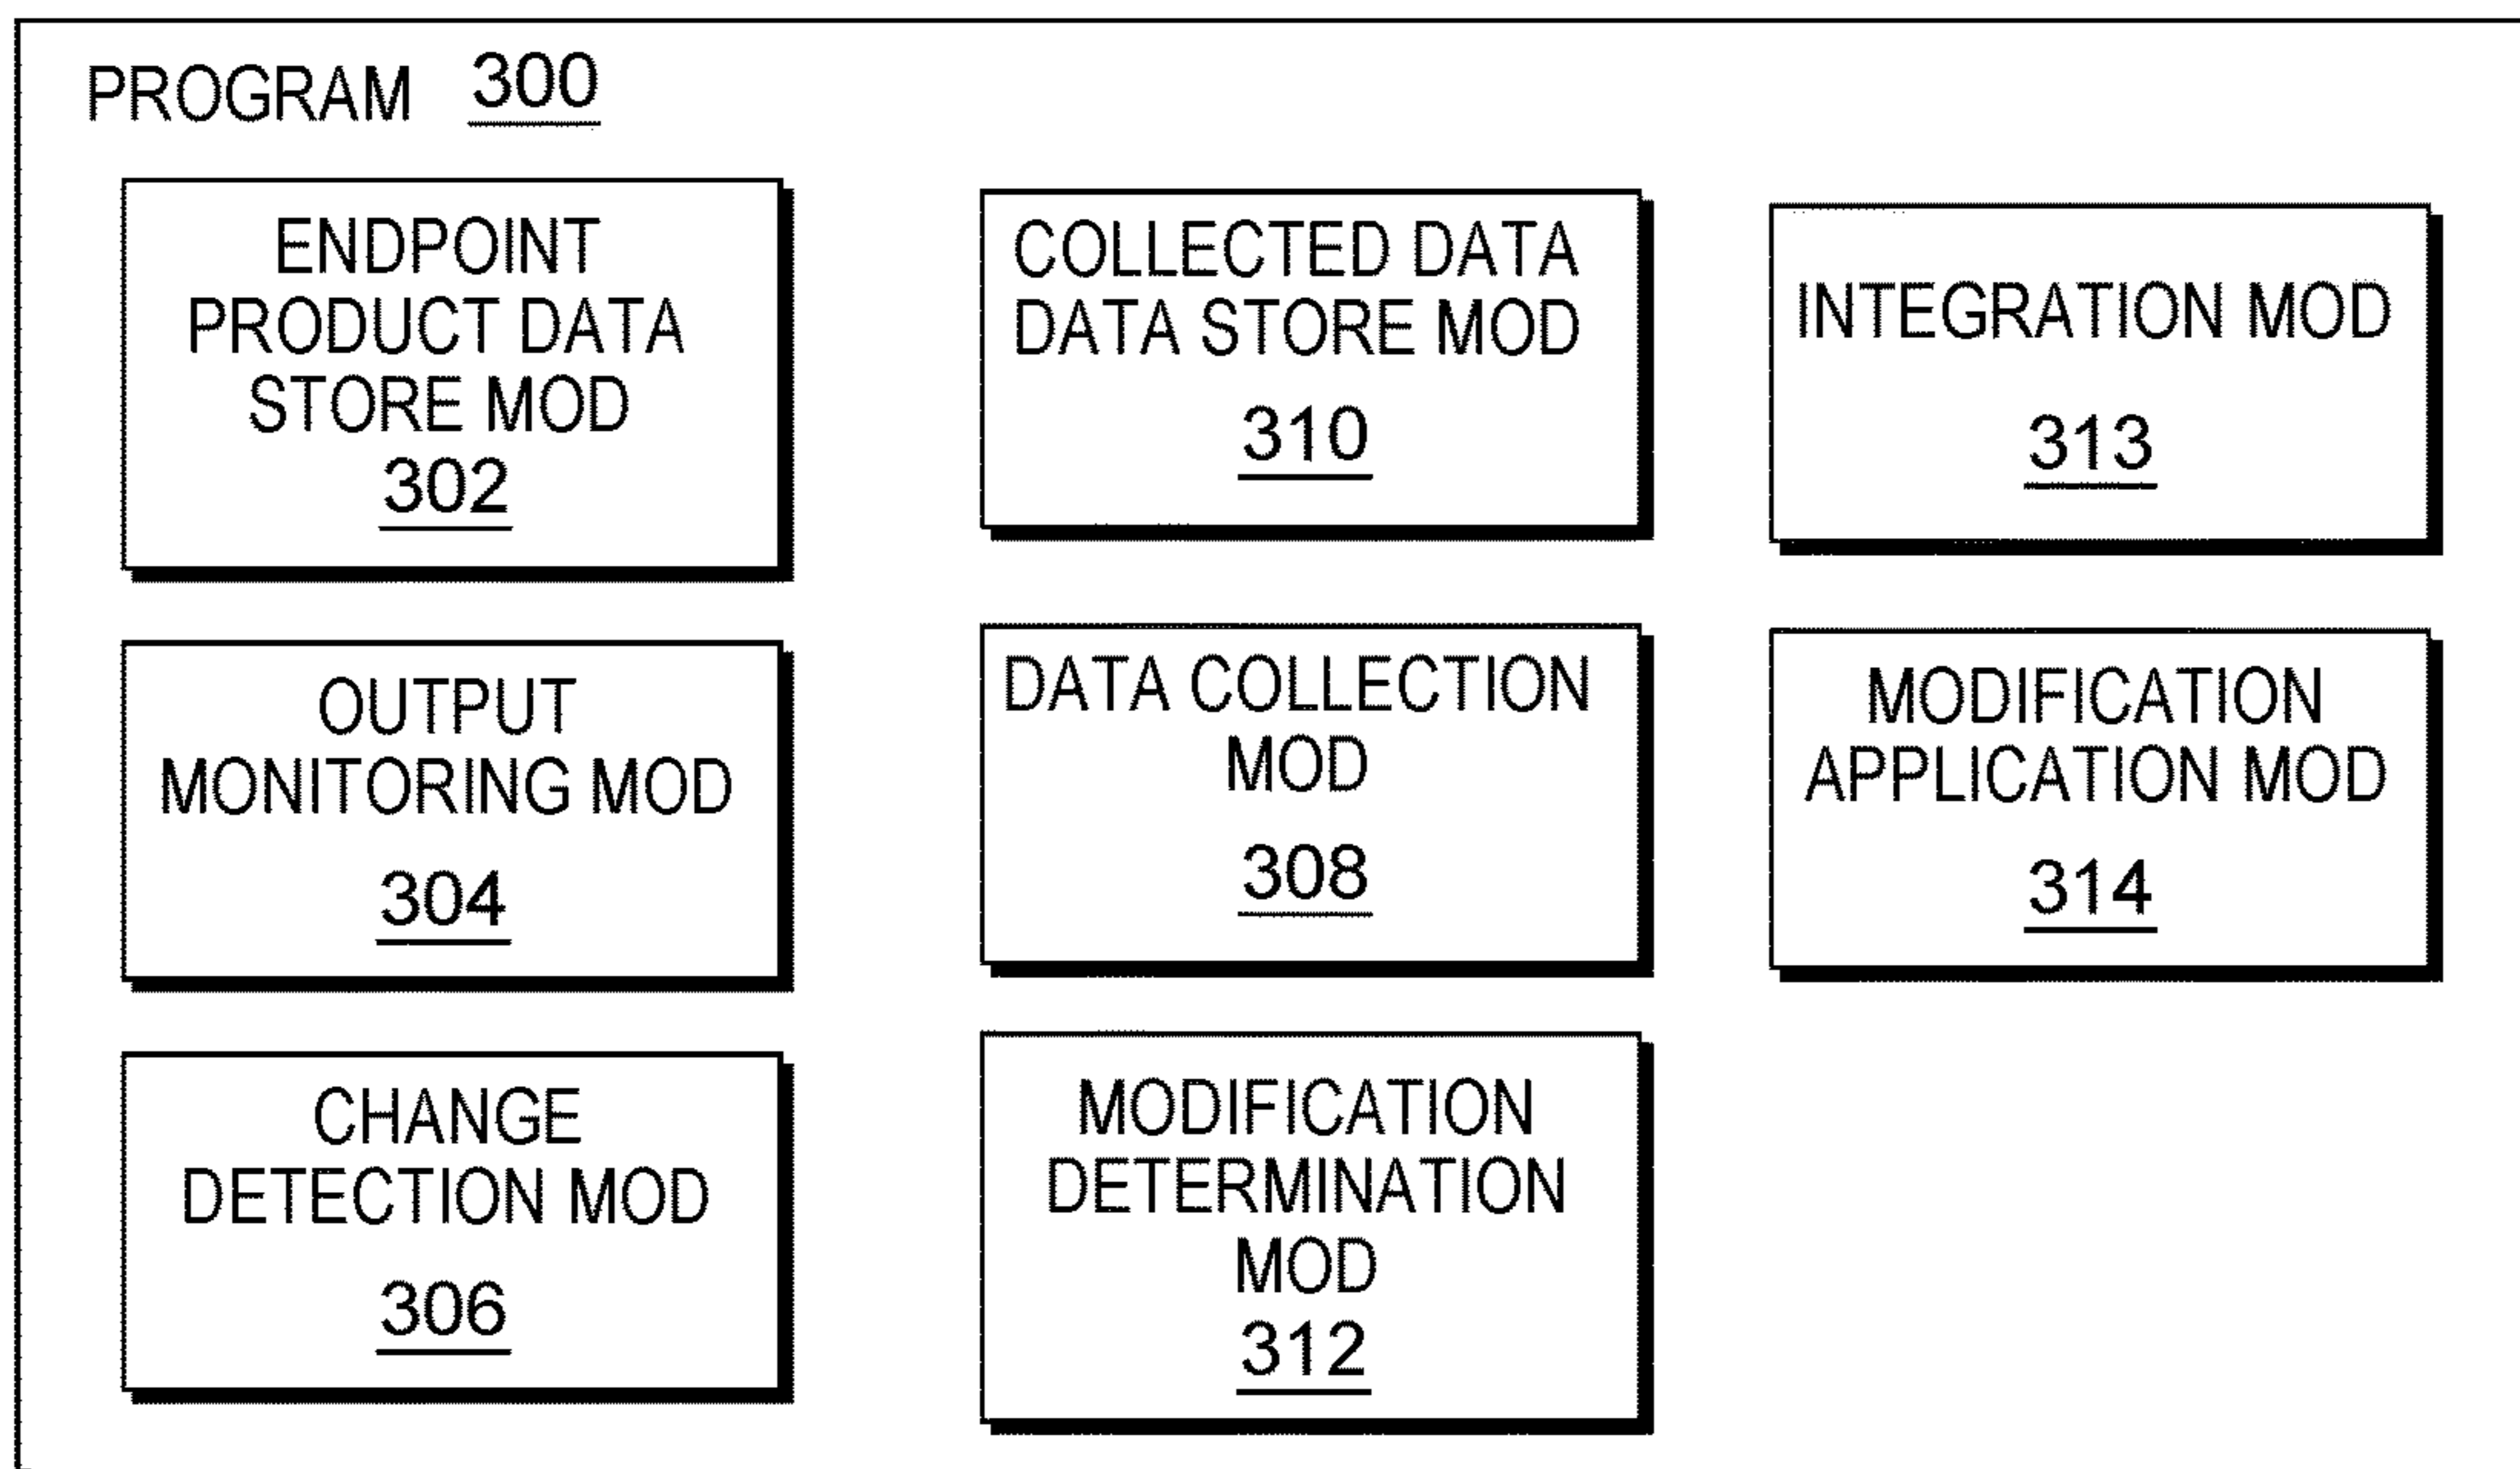 PROGRAM 300
ENDPOINT
PRODUCT DATA
STORE MOD
302
COLLECTED DATA
DATA STORE MOD
310
INTEGRATION MOD
313
OUTPUT
MONITORING MOD
304
DATA COLLECTION
MOD
308
MODIFICATION
APPLICATION MOD
314
CHANGE
DETECTION MOD
306
MODIFICATION
DETERMINATION
MOD
312